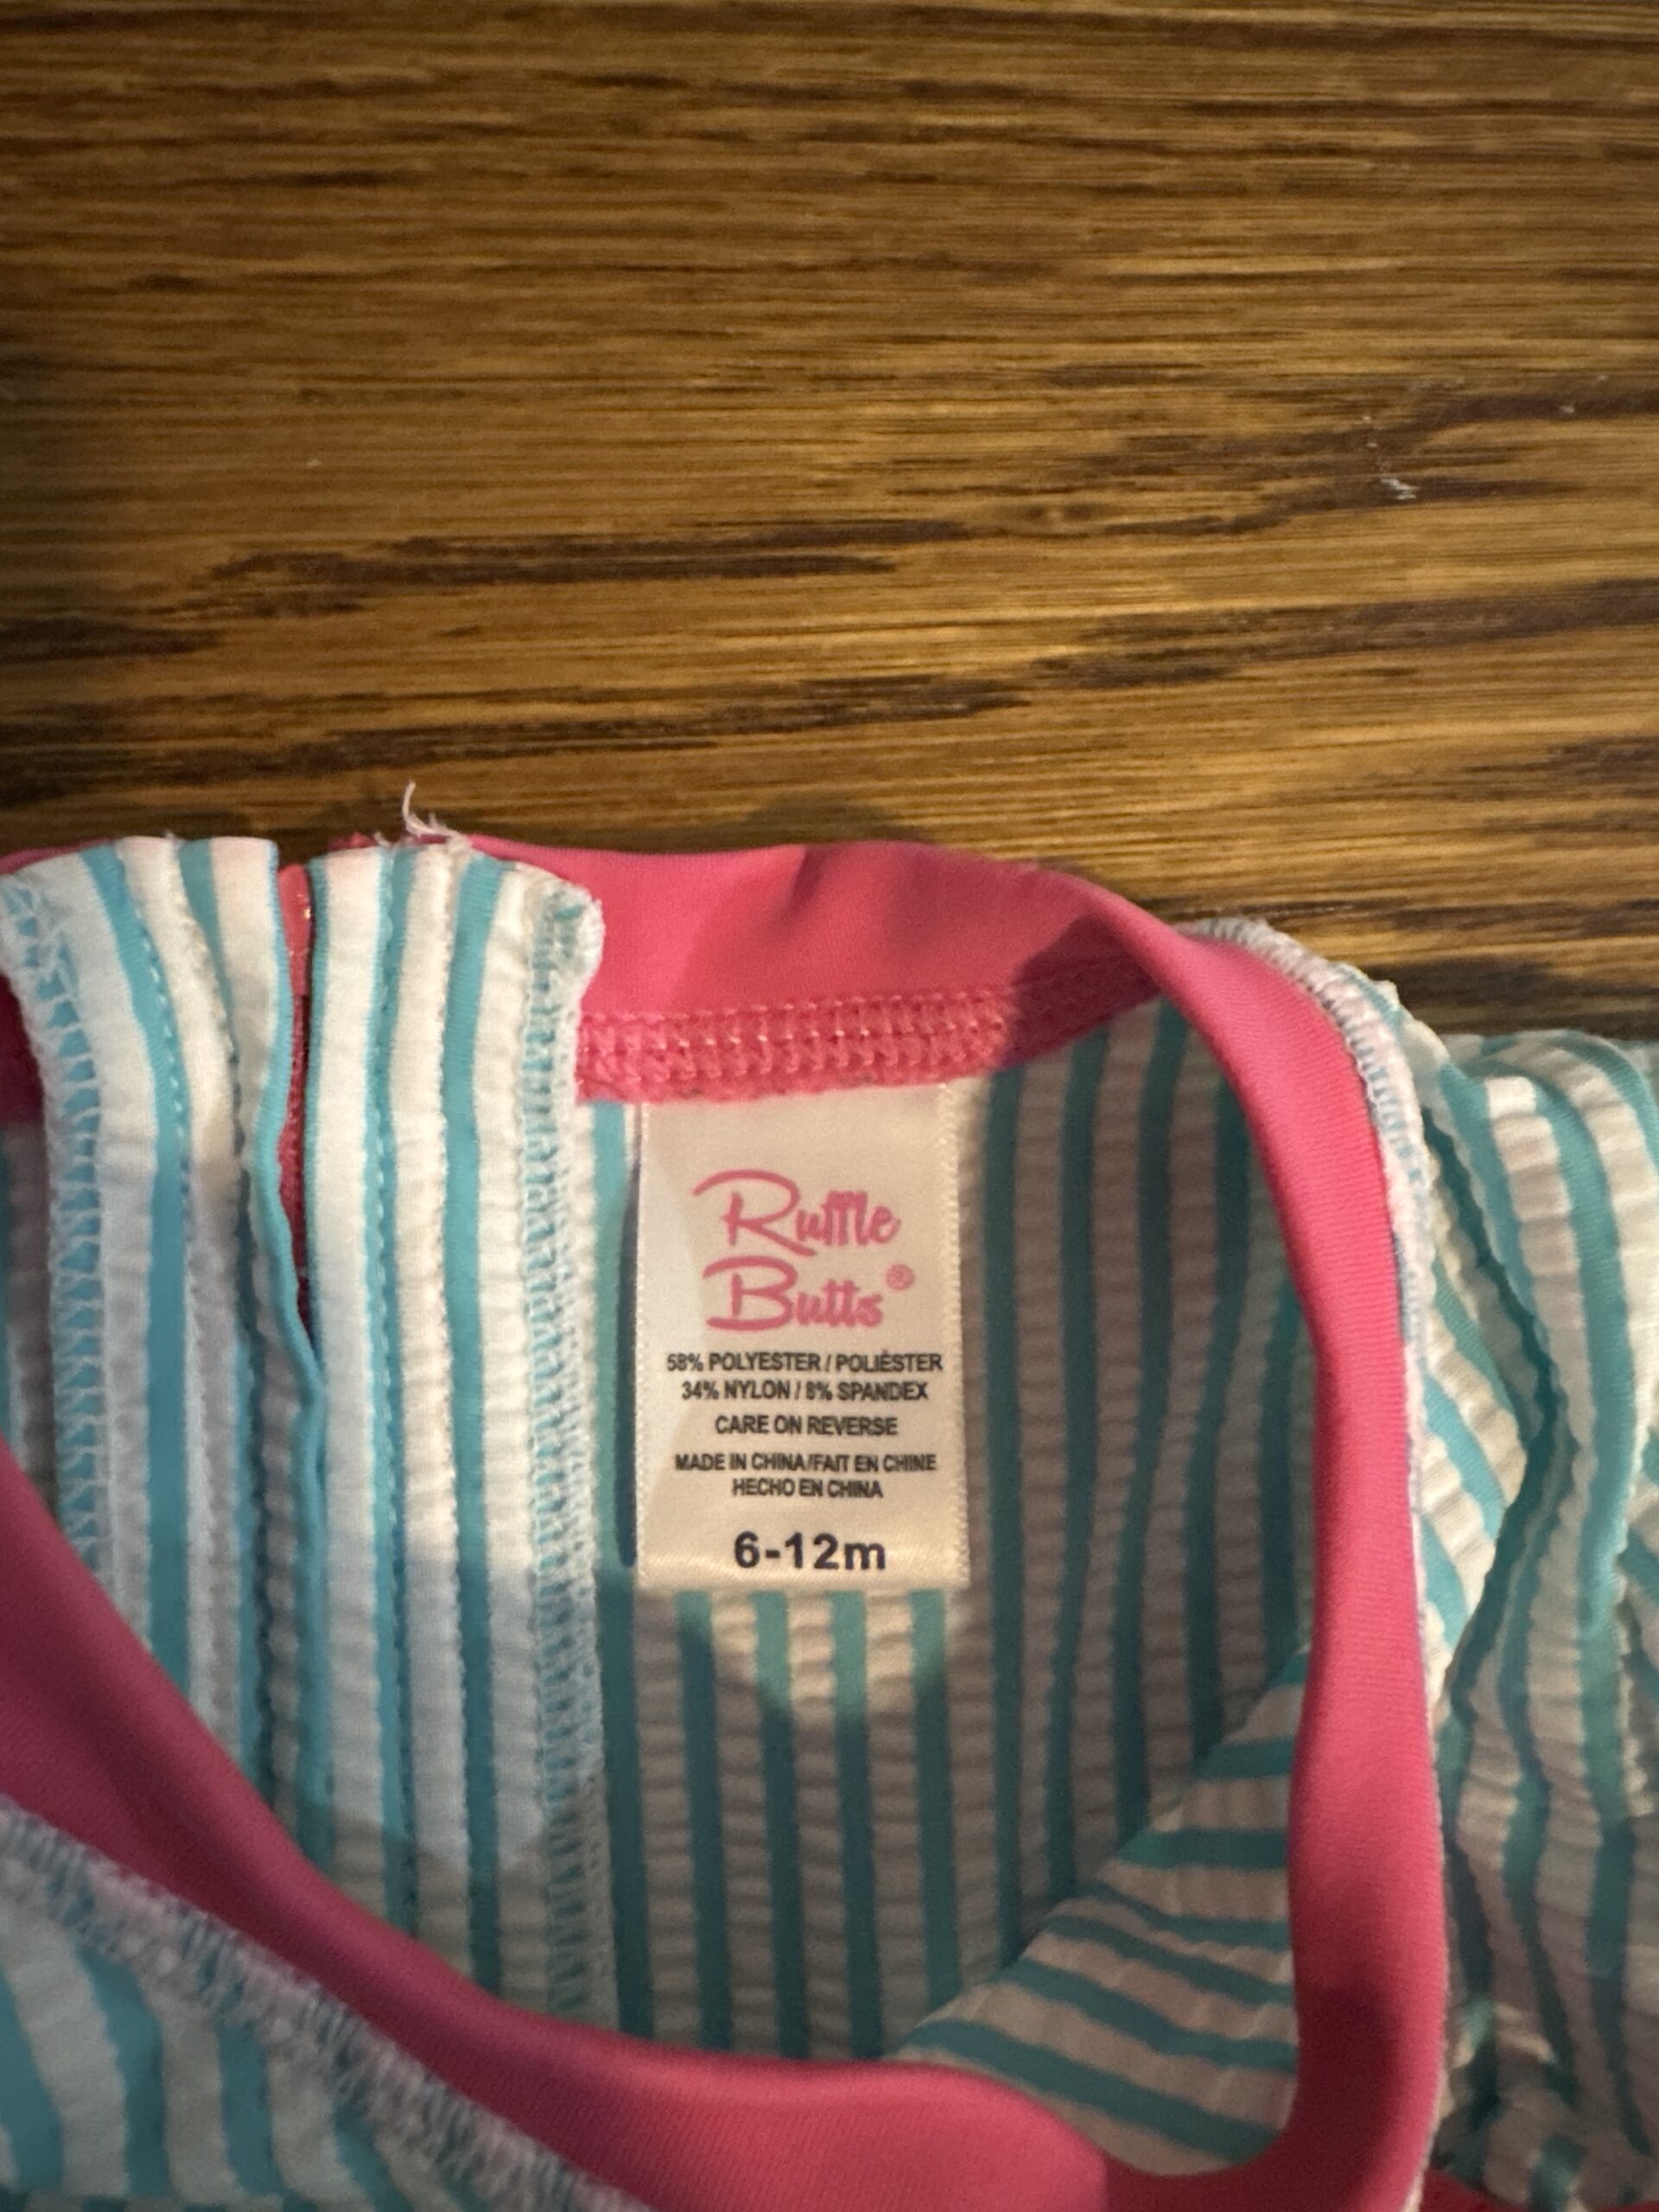 Ruffle
Butts®
58% POLYESTER / POLIÉSTER
34% NYLON / 8% SPANDEX
CARE ON REVERSE
MADE IN CHINA/FAIT EN CHINE
HECHO EN CHINA
6-12m